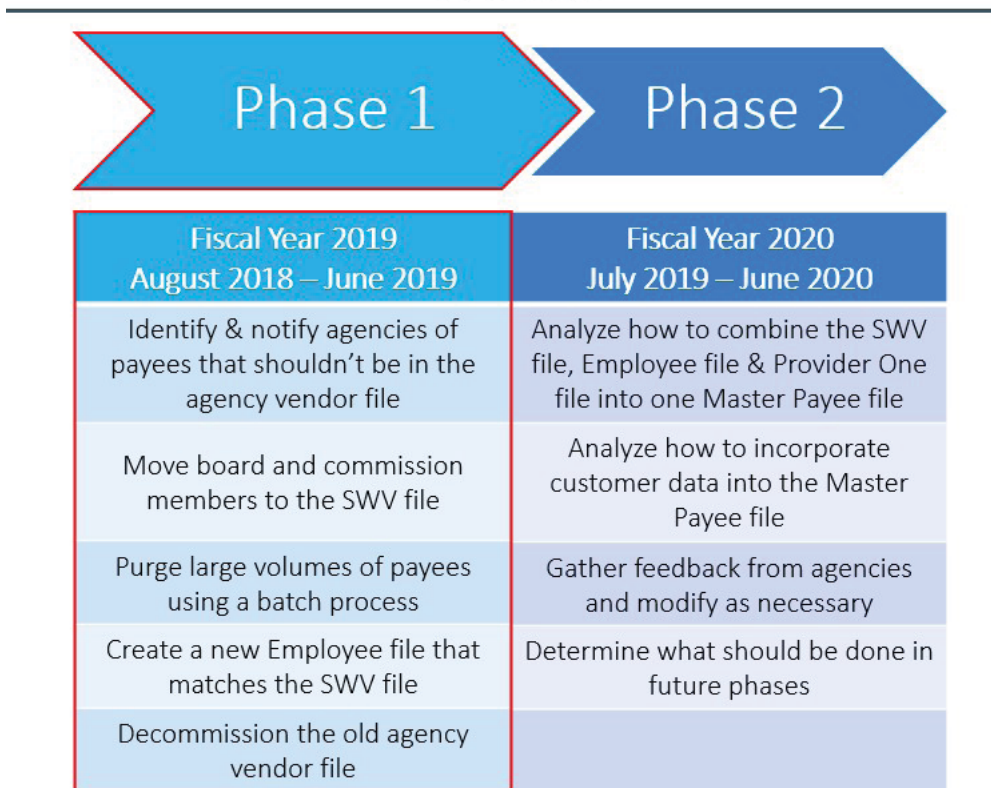 Phase 1
Phase 2
Fiscal Year 2019
August 2018 – June 2019
Identify & notify agencies of
payees that shouldn't be in the
agency vendor file
Move board and commission
members to the SWV file
Purge large volumes of payees
using a batch process
Create a new Employee file that
matches the SWV file
Decommission the old agency
vendor file
Fiscal Year 2020
July 2019 – June 2020
Analyze how to combine the SWV
file, Employee file & Provider One
file into one Master Payee file
Analyze how to incorporate
customer data into the Master
Payee file
Gather feedback from agencies
and modify as necessary
Determine what should be done in
future phases